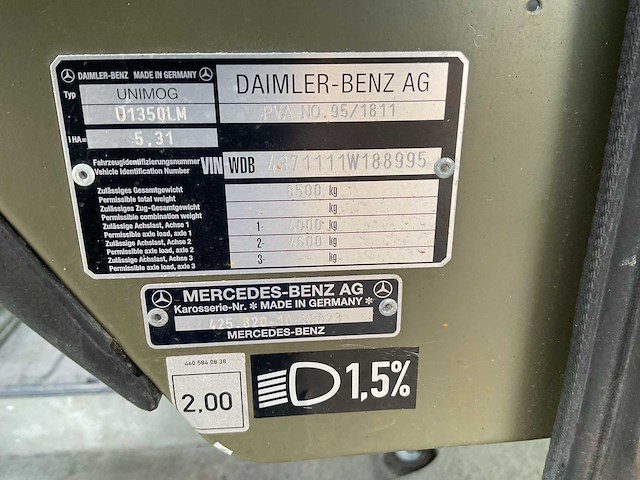 DAIMLER-BENZ MADE IN GERMANY
Typ UNIMOG
U1350LM
DAIMLER-BENZ AG
PVA NO.95/1811
iHA= 5,31
Fahrzeugidentifizierungsnummer
Vehicle Identification Number
VIN WDB 4371111W188995
Zulässiges Gesamtgewicht
Permissible total weight
kg
Zulässiges Zug-Gesamtgewicht
Permissible combination weight
kg
Zulässige Achslast, Achse 1
Permissible axle load, axle 1
1- kg
Zulässige Achslast, Achse 2
Permissible axle load, axle 2
2- kg
Zulässige Achslast, Achse 3
Permissible axle load, axle 3
3-
MERCEDES-BENZ AG
Karosserie-Nr. * MADE IN GERMANY *
MERCEDES-BENZ
460 584 08 38
2,00
1,5%